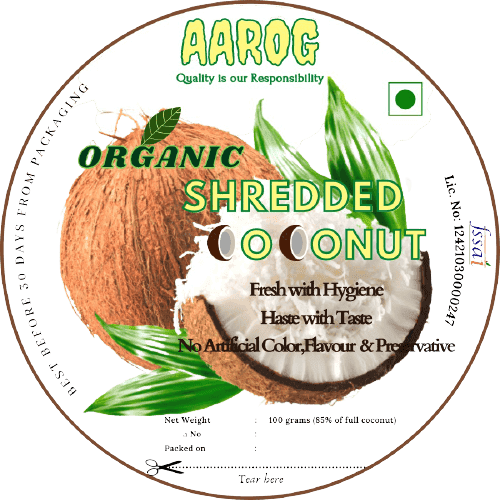 AAROG
Quality is our Responsibility
ORGANIC
SHREDDED
COCONUT
Fresh with Hygiene
Haste with Taste
No Artificial Color,Flavour & Preservative
BEST BEFORE 30 DAYS FROM PACKAGING
Lic. No: 12421030000247
fssai
Net Weight : 100 grams (85% of full coconut)
No :
Packed on :
Tear here